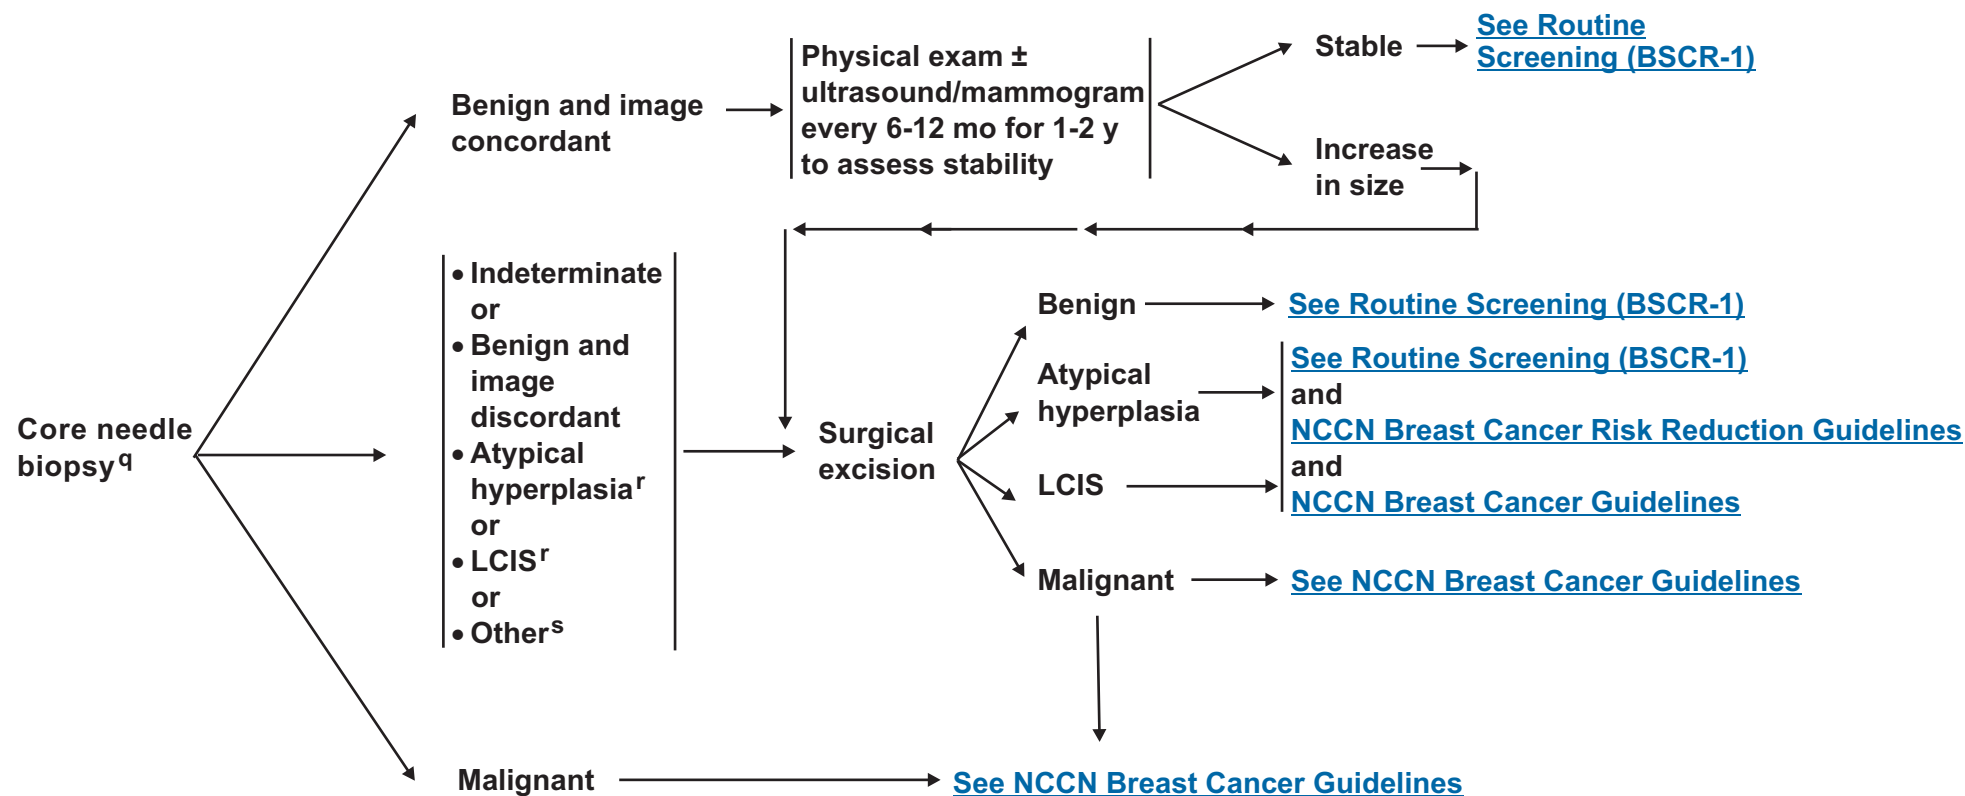 Core needle
biopsy q
Benign and image
concordant
Physical exam ±
ultrasound/mammogram
every 6-12 mo for 1-2 y
to assess stability
Stable
See Routine
Screening (BSCR-1)
Increase
in size
• Indeterminate
or
• Benign and
image
discordant
• Atypical
hyperplasia r
or
• LCIS r
or
• Other s
Surgical
excision
Benign
See Routine Screening (BSCR-1)
Atypical
hyperplasia
LCIS
See Routine Screening (BSCR-1)
and
NCCN Breast Cancer Risk Reduction Guidelines
and
NCCN Breast Cancer Guidelines
Malignant
See NCCN Breast Cancer Guidelines
Malignant
See NCCN Breast Cancer Guidelines